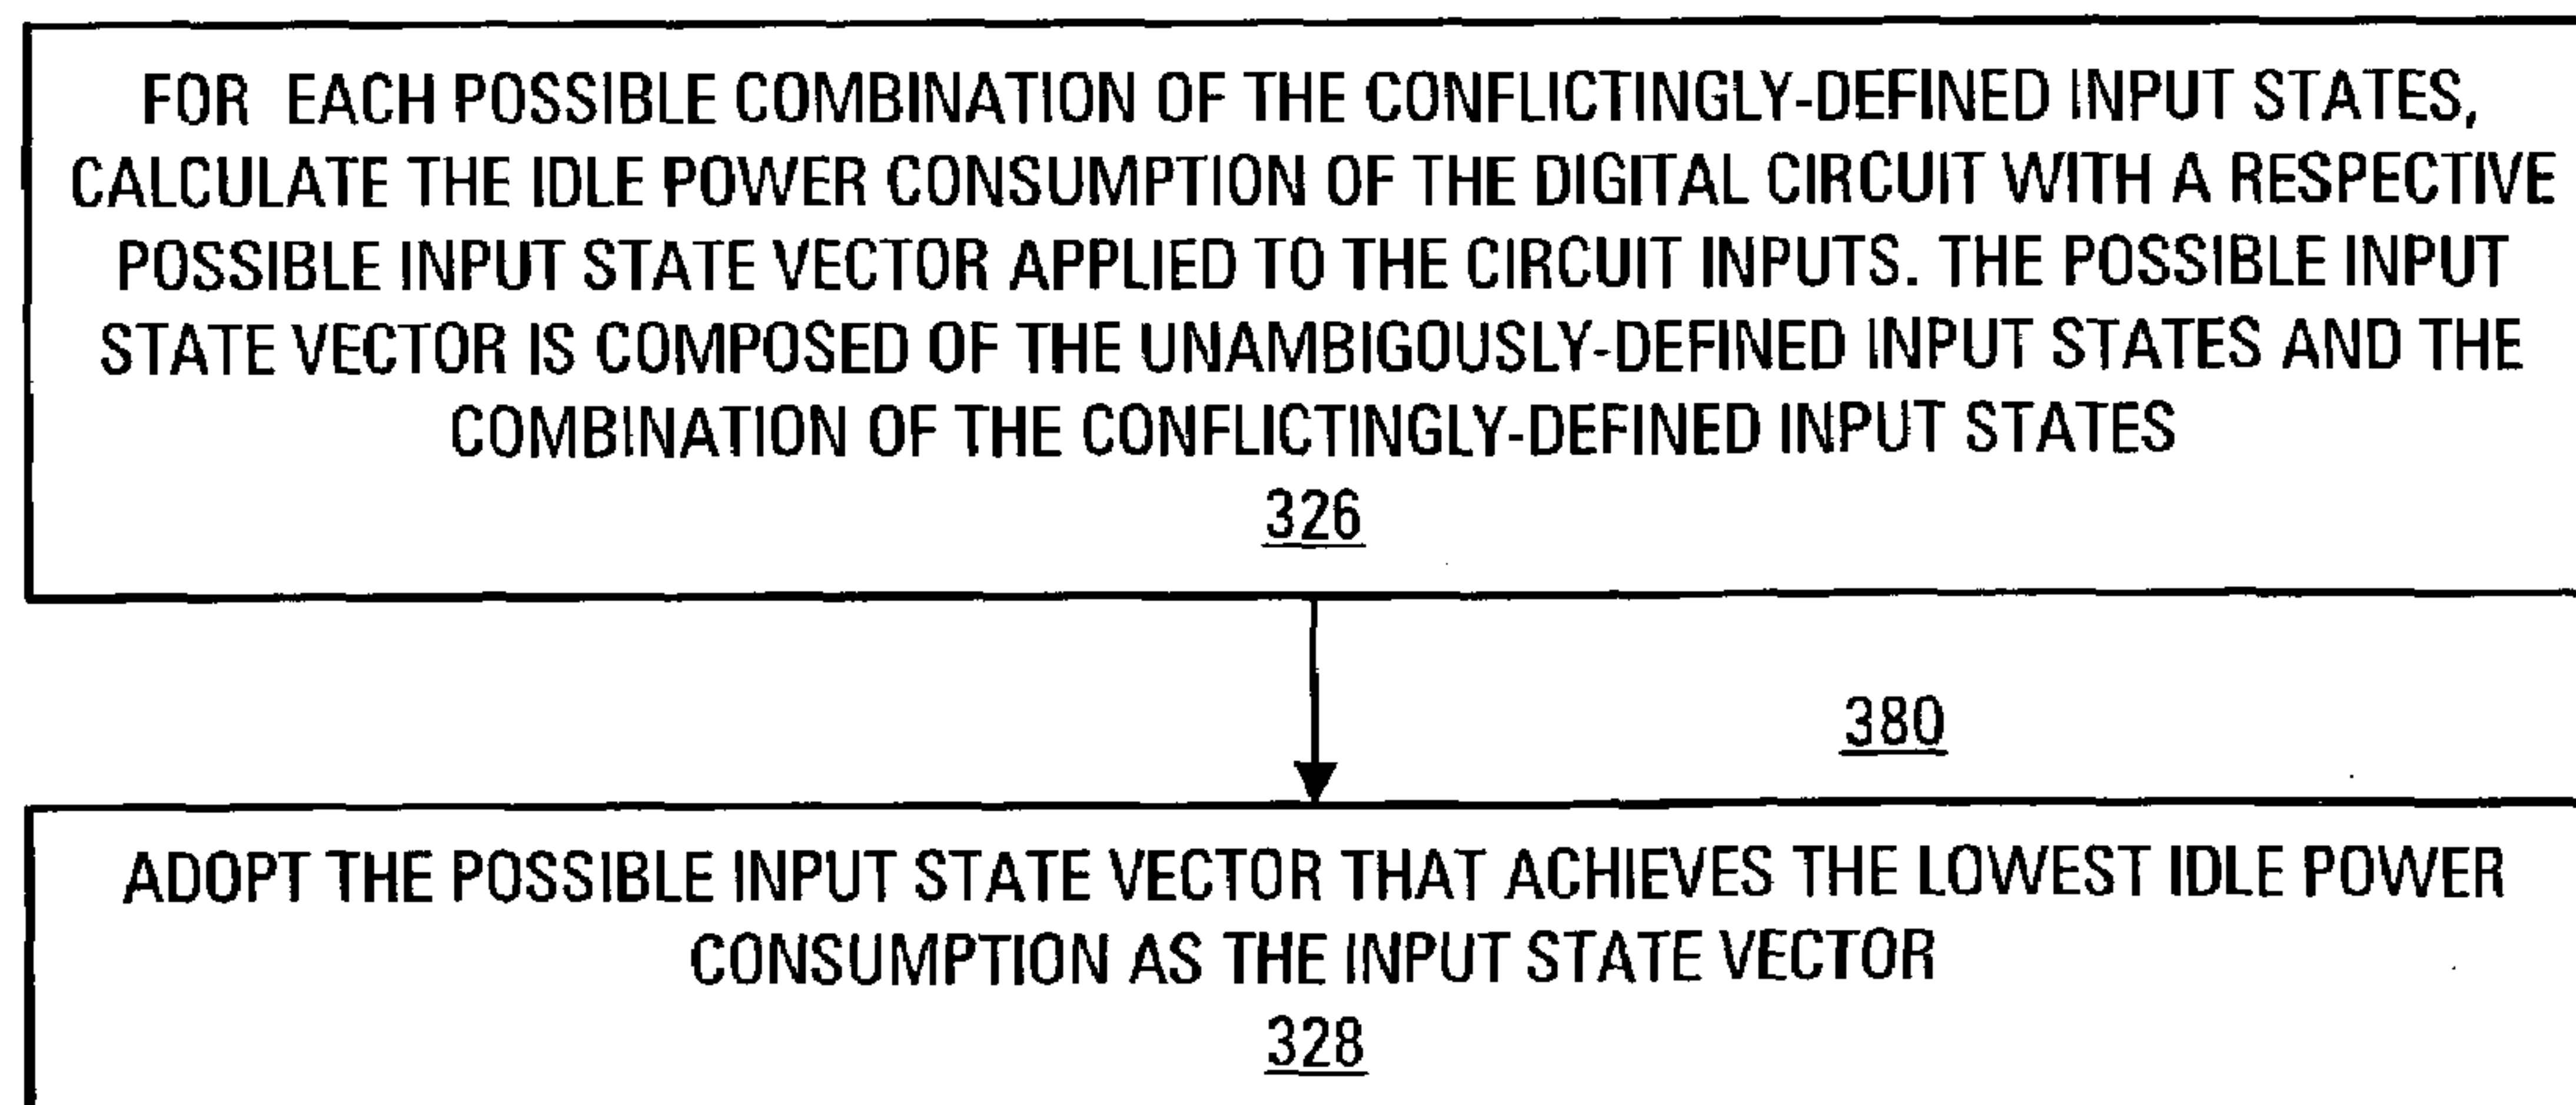 FOR EACH POSSIBLE COMBINATION OF THE CONFLICTINGLY-DEFINED INPUT STATES,
CALCULATE THE IDLE POWER CONSUMPTION OF THE DIGITAL CIRCUIT WITH A RESPECTIVE
POSSIBLE INPUT STATE VECTOR APPLIED TO THE CIRCUIT INPUTS. THE POSSIBLE INPUT
STATE VECTOR IS COMPOSED OF THE UNAMBIGOUSLY-DEFINED INPUT STATES AND THE
COMBINATION OF THE CONFLICTINGLY-DEFINED INPUT STATES
326
380
ADOPT THE POSSIBLE INPUT STATE VECTOR THAT ACHIEVES THE LOWEST IDLE POWER
CONSUMPTION AS THE INPUT STATE VECTOR
328